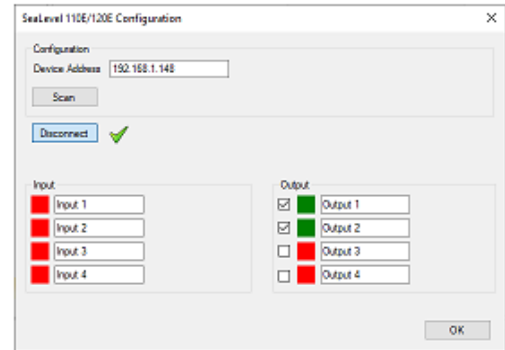 SeaLevel 110E/120E Configuration
Configuration
Device Address 192.168.1.148
Scan
Disconnect
Input
Input 1
Input 2
Input 3
Input 4
Output
Output 1
Output 2
Output 3
Output 4
OK